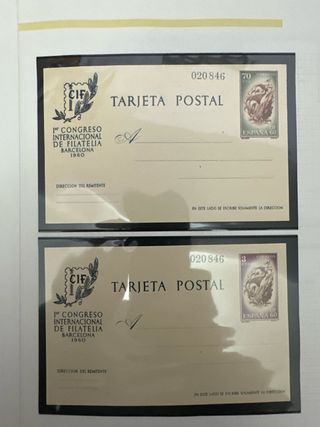 020846
CIF
70
TARJETA POSTAL
ESPAÑA 60
1er CONGRESO
INTERNACIONAL
DE FILATELIA
BARCELONA
1960
A
DIRECCION DEL REMITENTE
EN ESTE LADO SE ESCRIBE SOLAMENTE LA DIRECCION
020846
CIF
3
TARJETA POSTAL
ESPAÑA 60
1er CONGRESO
INTERNACIONAL
DE FILATELIA
BARCELONA
1960
A
DIRECCION DEL REMITENTE
EN ESTE LADO SE ESCRIBE SOLAMENTE LA DIRECCION